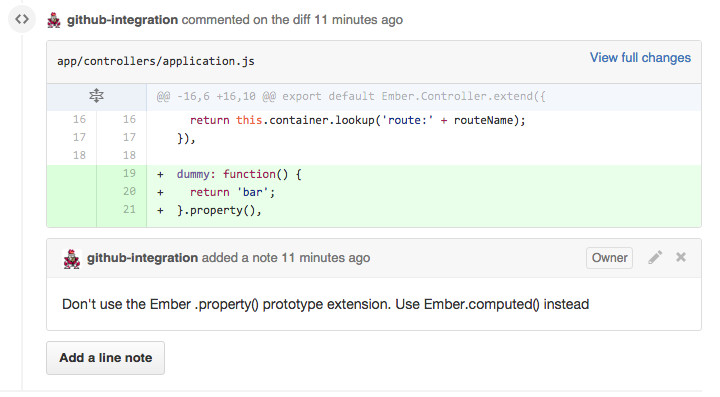 github-integration commented on the diff 11 minutes ago
app/controllers/application.js View full changes
@@ -16,6 +16,10 @@ export default Ember.Controller.extend({
16 16 return this.container.lookup('route:' + routeName);
17 17 }),
18 18
19 + dummy: function() {
20 + return 'bar';
21 + }.property(),
github-integration added a note 11 minutes ago Owner
Don't use the Ember .property() prototype extension. Use Ember.computed() instead
Add a line note